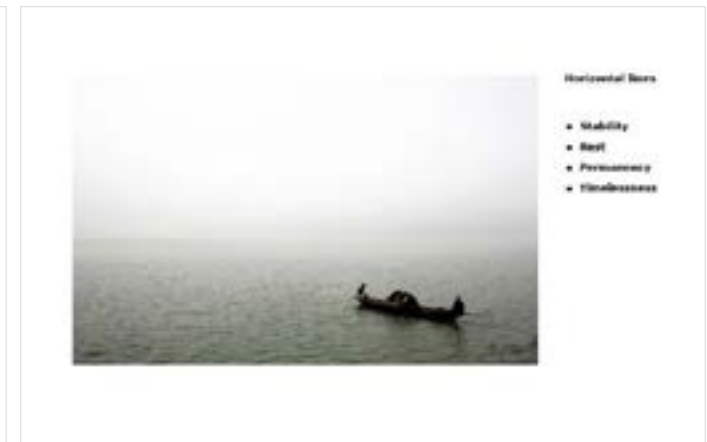 Horizontal lines
• Stability
• Rest
• Permanency
• timelessness